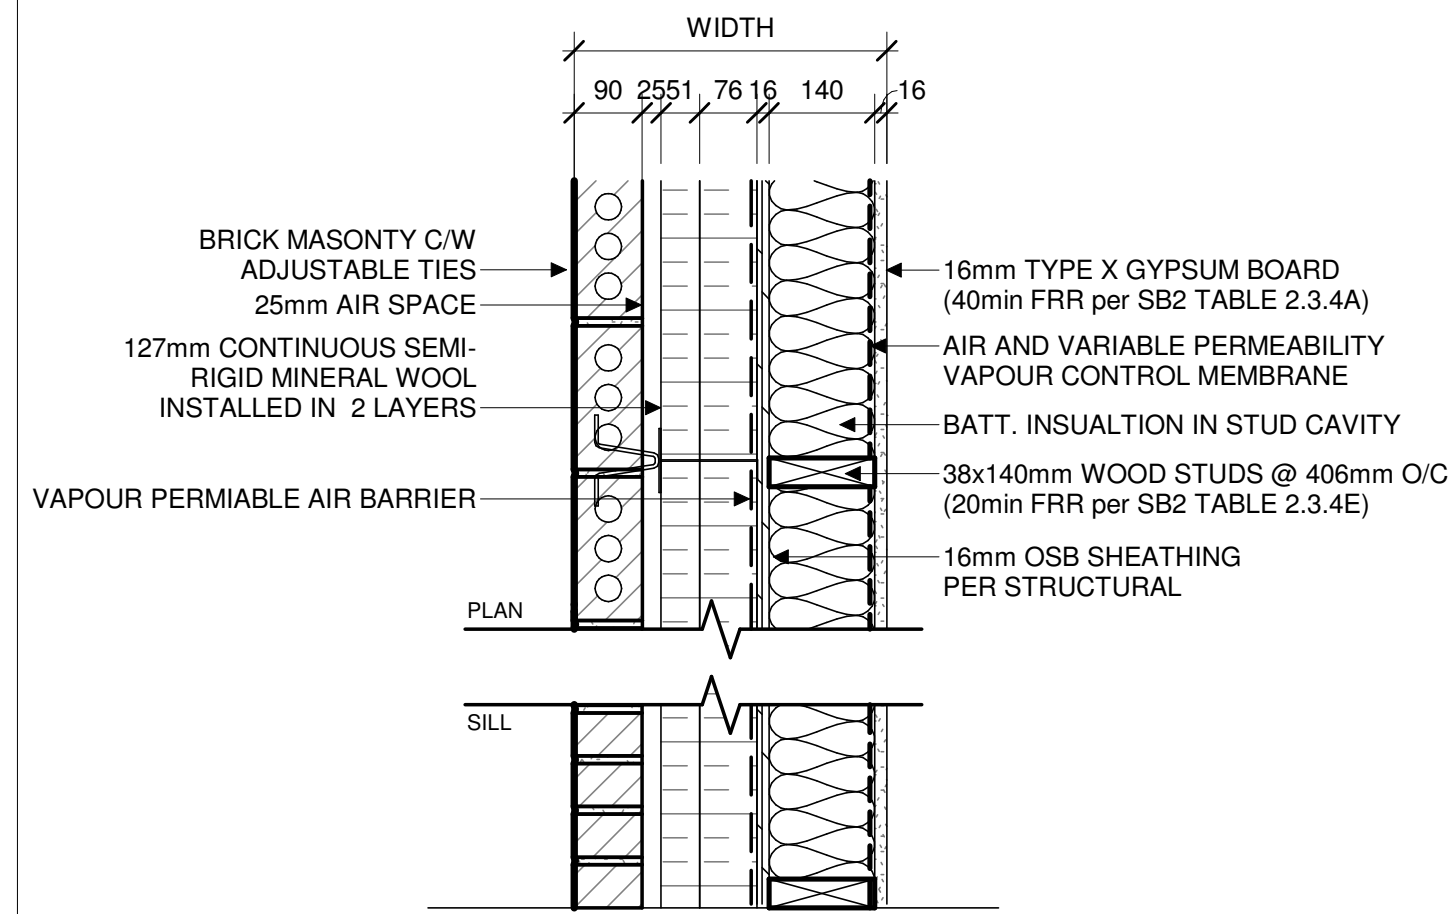 WIDTH
90 25 51 76 16 140 16
BRICK MASONTY C/W
ADJUSTABLE TIES
25mm AIR SPACE
127mm CONTINUOUS SEMI-
RIGID MINERAL WOOL
INSTALLED IN 2 LAYERS
VAPOUR PERMIABLE AIR BARRIER
16mm TYPE X GYPSUM BOARD
(40min FRR per SB2 TABLE 2.3.4A)
AIR AND VARIABLE PERMEABILITY
VAPOUR CONTROL MEMBRANE
BATT. INSUALTION IN STUD CAVITY
38x140mm WOOD STUDS @ 406mm O/C
(20min FRR per SB2 TABLE 2.3.4E)
16mm OSB SHEATHING
PER STRUCTURAL
PLAN
SILL